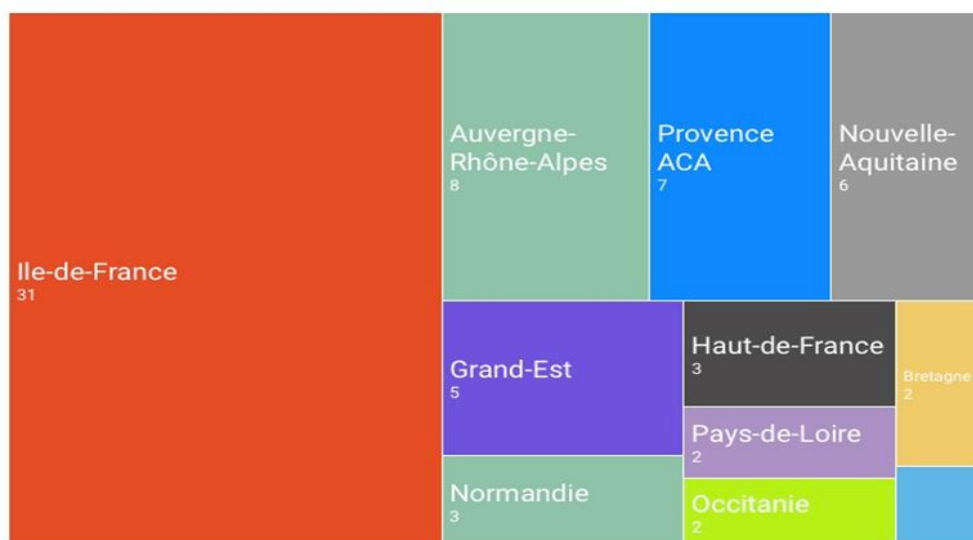 Ile-de-France
31
Auvergne-
Rhône-Alpes
8
Provence
ACA
7
Nouvelle-
Aquitaine
6
Grand-Est
5
Normandie
3
Haut-de-France
3
Pays-de-Loire
2
Occitanie
2
Bretagne
2